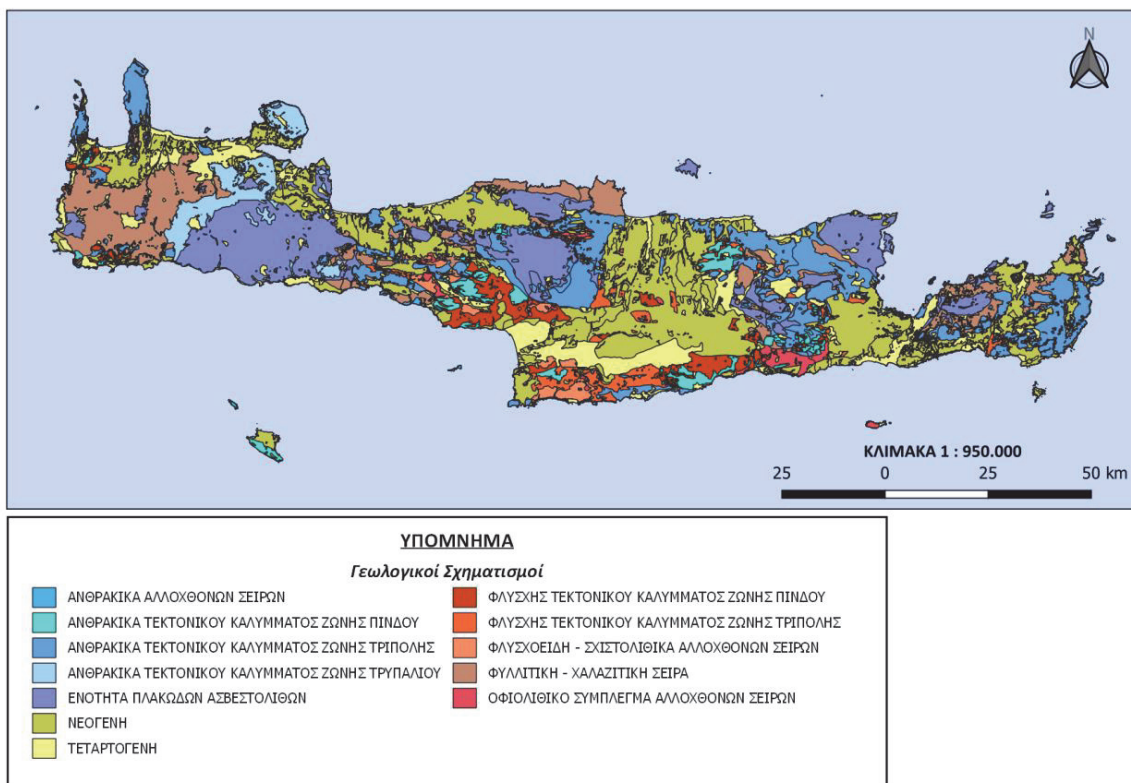 N
ΚΛΙΜΑΚΑ 1 : 950.000
25 0 25 50 km
ΥΠΟΜΝΗΜΑ
Γεωλογικοί Σχηματισμοί
ΑΝΘΡΑΚΙΚΑ ΑΛΛΟΧΘΟΝΩΝ ΣΕΙΡΩΝ
ΑΝΘΡΑΚΙΚΑ ΤΕΚΤΟΝΙΚΟΥ ΚΑΛΥΜΜΑΤΟΣ ΖΩΝΗΣ ΠΙΝΔΟΥ
ΑΝΘΡΑΚΙΚΑ ΤΕΚΤΟΝΙΚΟΥ ΚΑΛΥΜΜΑΤΟΣ ΖΩΝΗΣ ΤΡΙΠΟΛΗΣ
ΑΝΘΡΑΚΙΚΑ ΤΕΚΤΟΝΙΚΟΥ ΚΑΛΥΜΜΑΤΟΣ ΖΩΝΗΣ ΤΡΥΠΑΛΙΟΥ
ΕΝΟΤΗΤΑ ΠΛΑΚΩΔΩΝ ΑΣΒΕΣΤΟΛΙΘΩΝ
ΝΕΟΓΕΝΗ
ΤΕΤΑΡΤΟΓΕΝΗ
ΦΛΥΣΧΗΣ ΤΕΚΤΟΝΙΚΟΥ ΚΑΛΥΜΜΑΤΟΣ ΖΩΝΗΣ ΠΙΝΔΟΥ
ΦΛΥΣΧΗΣ ΤΕΚΤΟΝΙΚΟΥ ΚΑΛΥΜΜΑΤΟΣ ΖΩΝΗΣ ΤΡΙΠΟΛΗΣ
ΦΛΥΣΧΟΕΙΔΗ - ΣΧΙΣΤΟΛΙΘΙΚΑ ΑΛΛΟΧΘΟΝΩΝ ΣΕΙΡΩΝ
ΦΥΛΛΙΤΙΚΗ - ΧΑΛΑΖΙΤΙΚΗ ΣΕΙΡΑ
ΟΦΙΟΛΙΘΙΚΟ ΣΥΜΠΛΕΓΜΑ ΑΛΛΟΧΘΟΝΩΝ ΣΕΙΡΩΝ